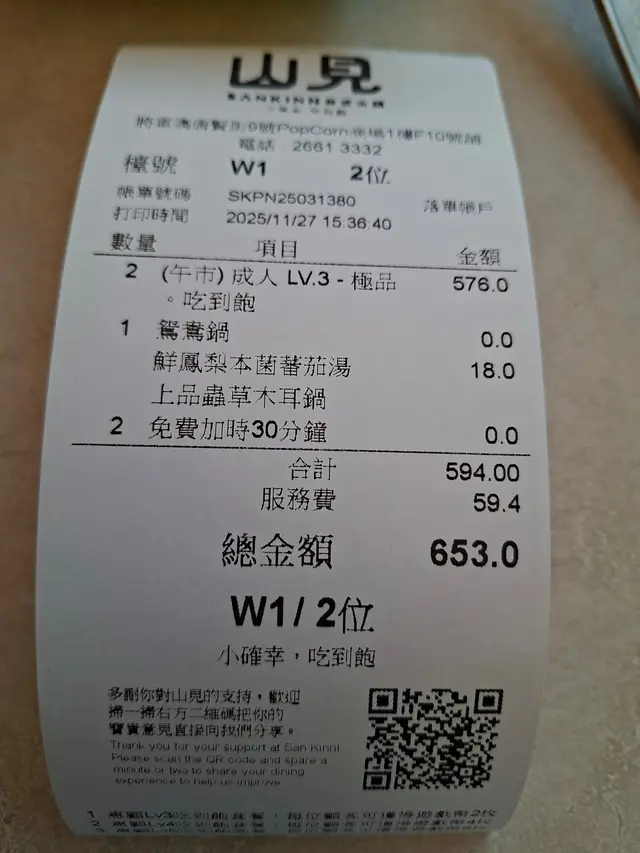 山見
將軍澳唐賢街9號PopCorn商場1樓F10號舖
電話 : 2661 3332
檯號 W1 2位
帳單號碼 SKPN25031380 落單帳戶
打印時間 2025/11/27 15:36:40
數量 項目 金額
2 (午市) 成人 LV.3 - 極品 576.0
。吃到飽
1 鴛鴦鍋 0.0
鮮鳳梨本菌蕃茄湯 18.0
上品蟲草木耳鍋
2 免費加時30分鐘 0.0
合計 594.00
服務費 59.4
總金額 653.0
W1/ 2位
小確幸，吃到飽
多謝你對山見的支持，歡迎
掃一掃右方二維碼把你的
寶貴意見直接向我們分享。
Thank you for your support at San Kinn!
Please scan the QR code and spare a
minute or two to share your dining
experience to help us improve